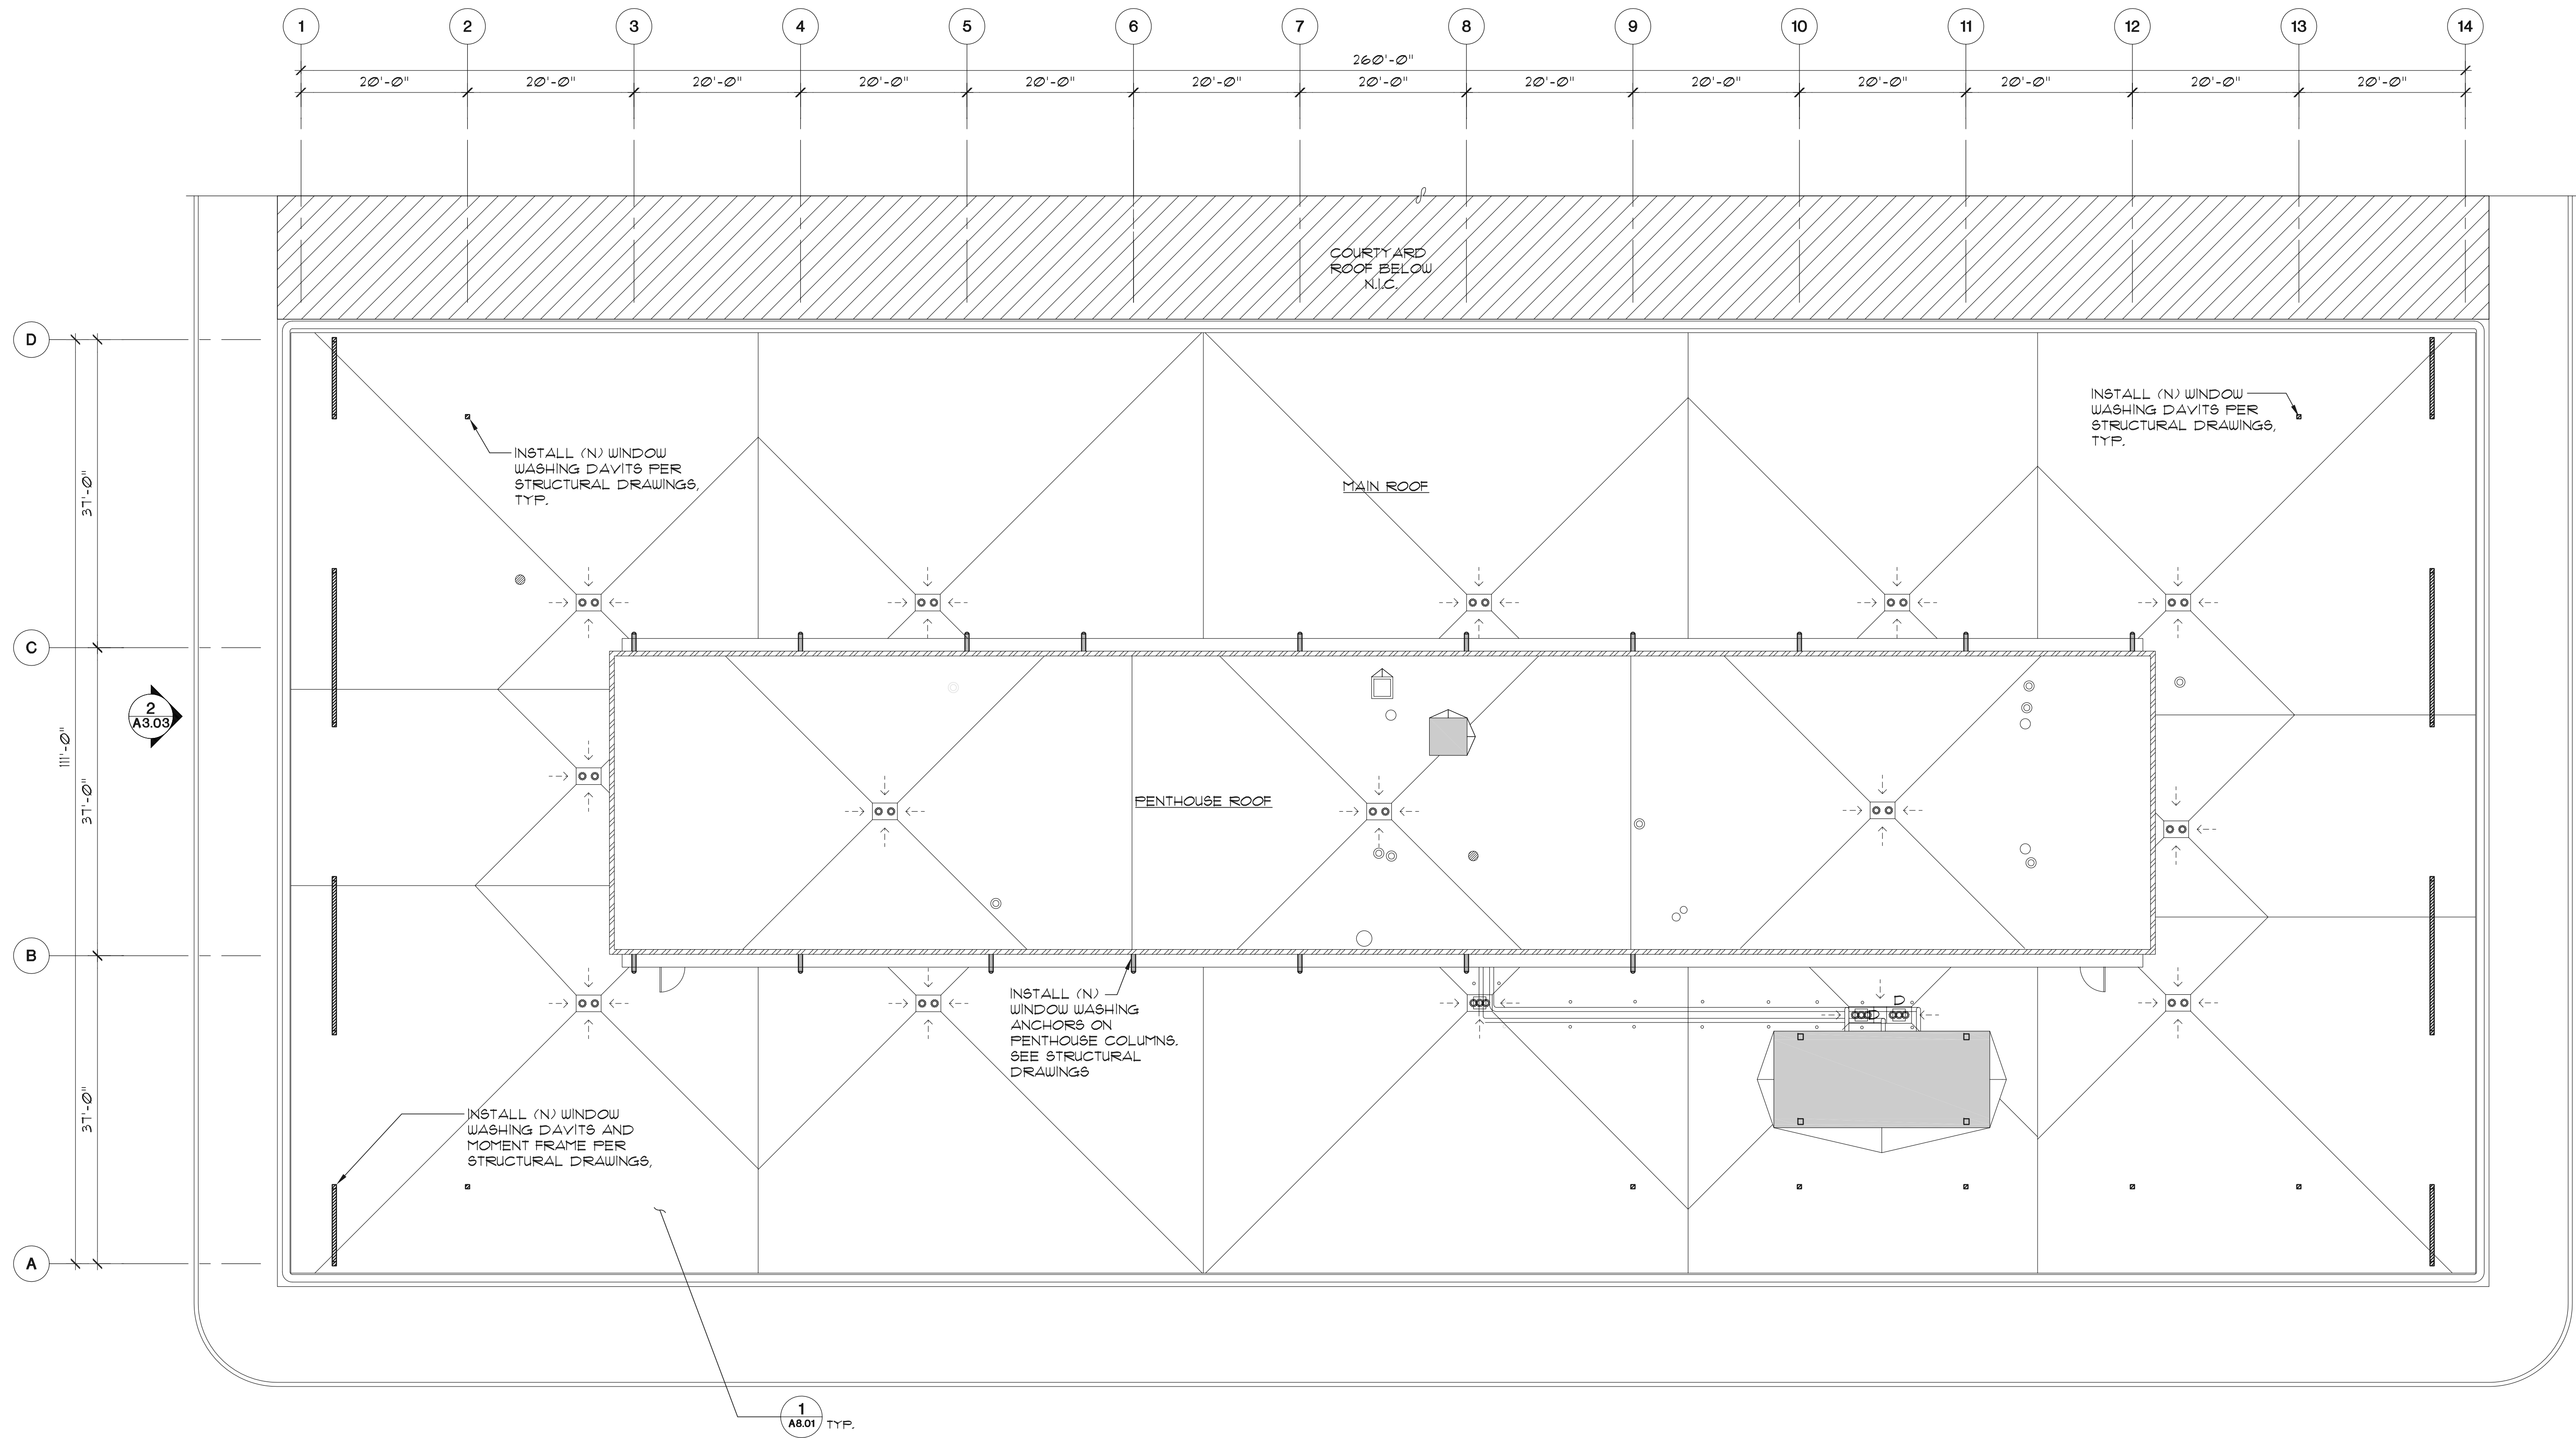 1 2 3 4 5 6 7 8 9 10 11 12 13 14
260'-0"
20'-0" 20'-0" 20'-0" 20'-0" 20'-0" 20'-0" 20'-0" 20'-0" 20'-0" 20'-0" 20'-0" 20'-0" 20'-0"
COURTYARD
ROOF BELOW
N.I.C.
D
INSTALL (N) WINDOW
WASHING DAVITS PER
STRUCTURAL DRAWINGS,
TYP.
INSTALL (N) WINDOW
WASHING DAVITS PER
STRUCTURAL DRAWINGS,
TYP.
37'-0"
MAIN ROOF
C
2
A3.03
111'-0"
37'-0"
PENTHOUSE ROOF
B
INSTALL (N)
WINDOW WASHING
ANCHORS ON
PENTHOUSE COLUMNS.
SEE STRUCTURAL
DRAWINGS
D
D
37'-0"
INSTALL (N) WINDOW
WASHING DAVITS AND
MOMENT FRAME PER
STRUCTURAL DRAWINGS,
A
1
A8.01
TYP.